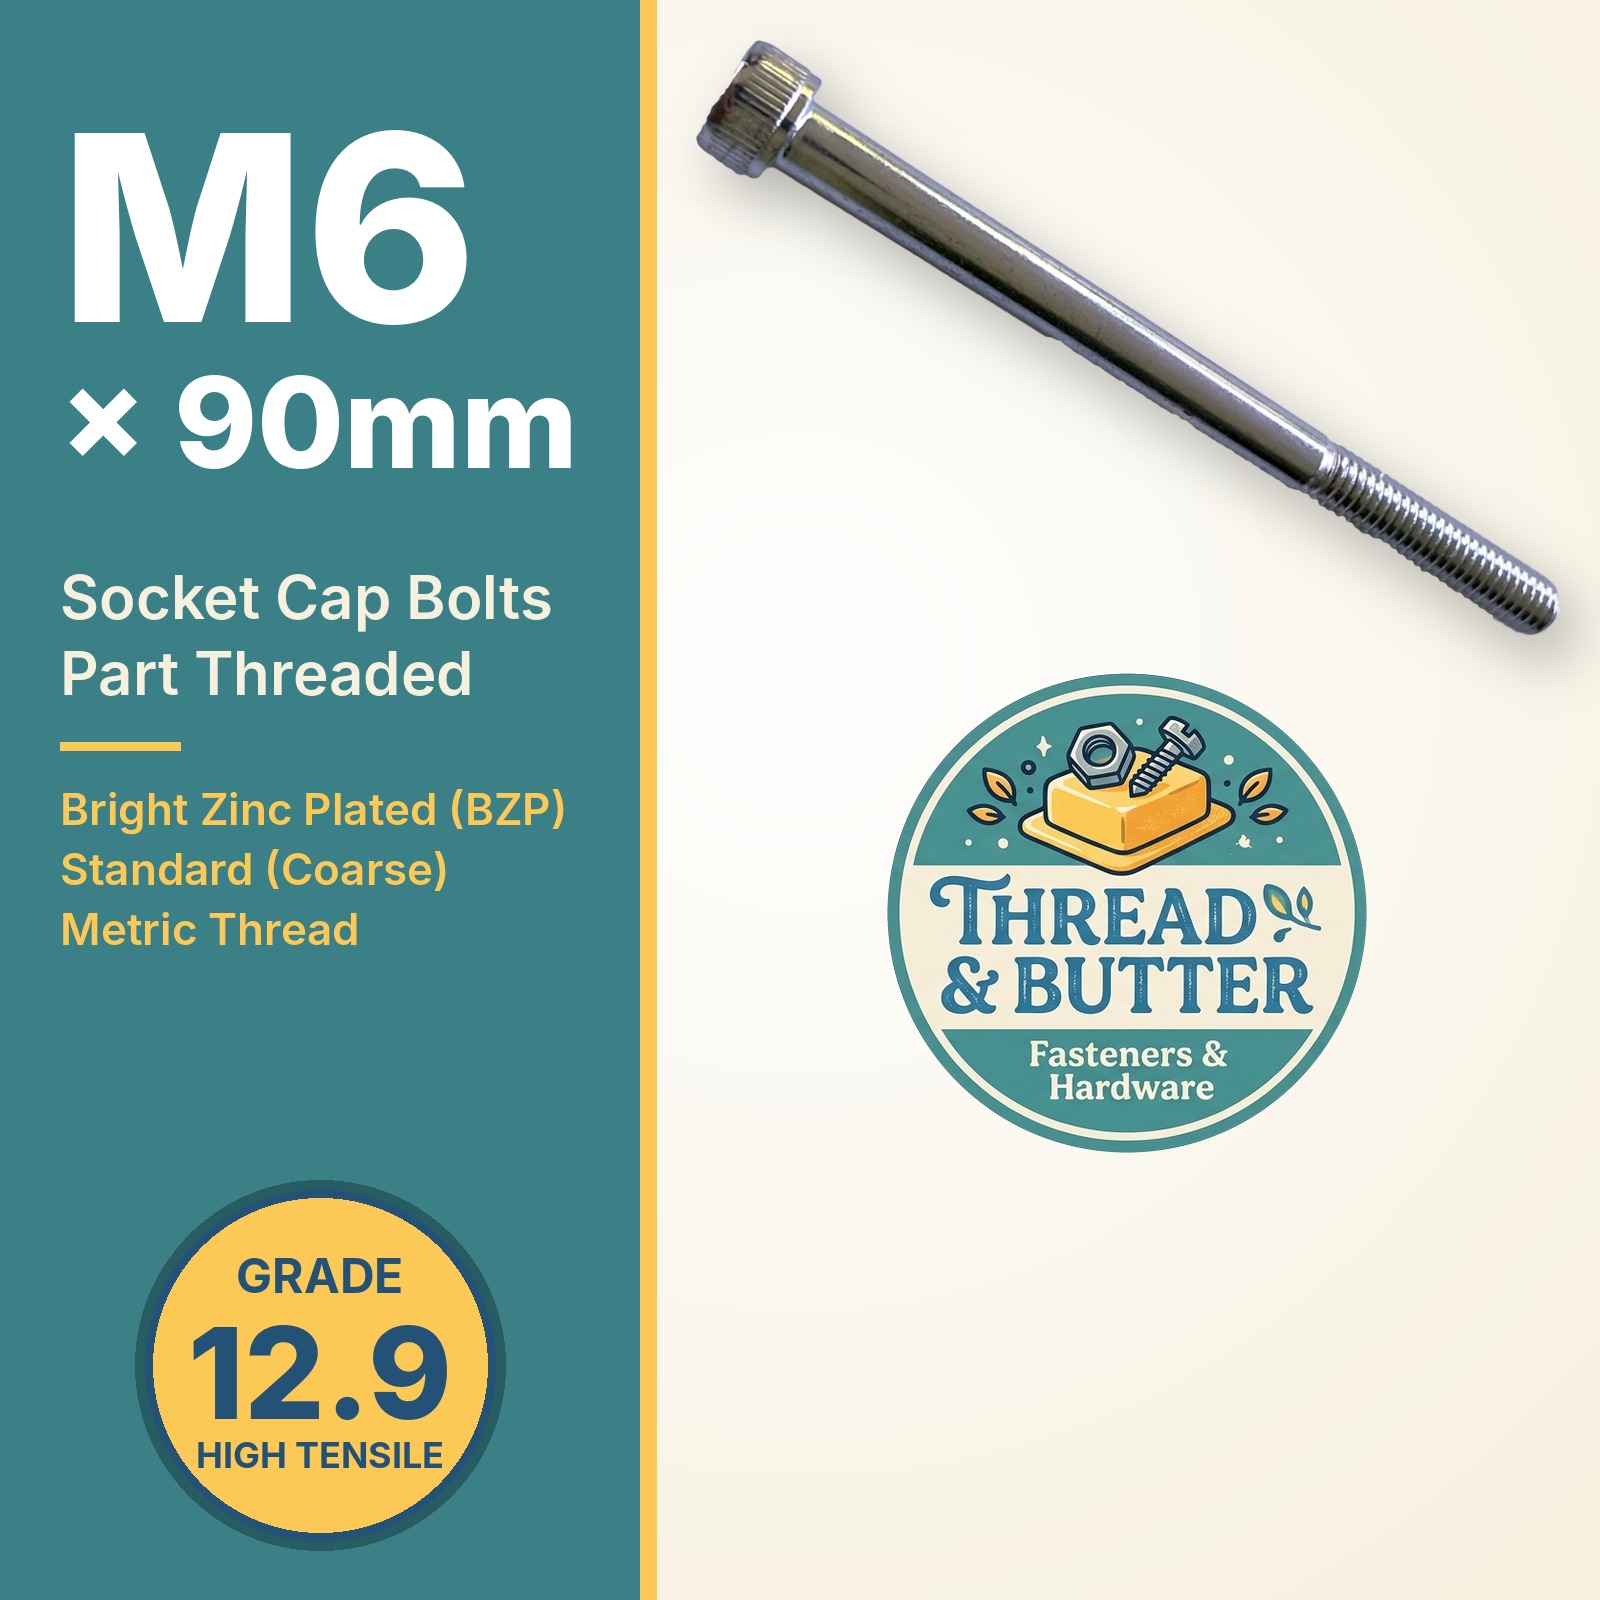 M6
× 90mm
Socket Cap Bolts
Part Threaded
Bright Zinc Plated (BZP)
Standard (Coarse)
Metric Thread
GRADE
12.9
HIGH TENSILE
THREAD
& BUTTER
Fasteners &
Hardware